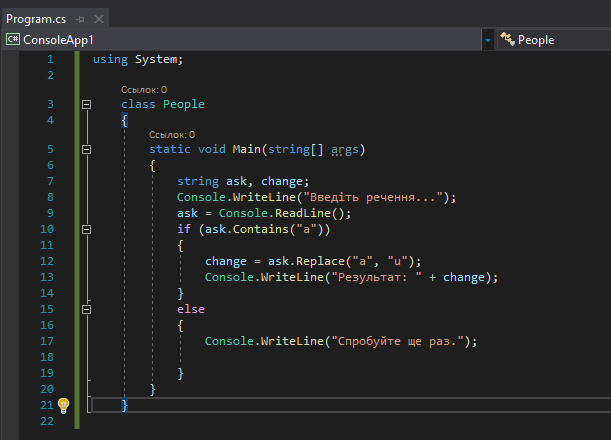 Program.cs
C# ConsoleApp1
People
1 using System;
2
Ссылок: 0
3 class People
4 {
Ссылок: 0
5 static void Main(string[] args)
6 {
7 string ask, change;
8 Console.WriteLine("Введіть речення...");
9 ask = Console.ReadLine();
10 if (ask.Contains("a"))
11 {
12 change = ask.Replace("a", "u");
13 Console.WriteLine("Результат: " + change);
14 }
15 else
16 {
17 Console.WriteLine("Спробуйте ще раз.");
18
19 }
20 }
21 }
22